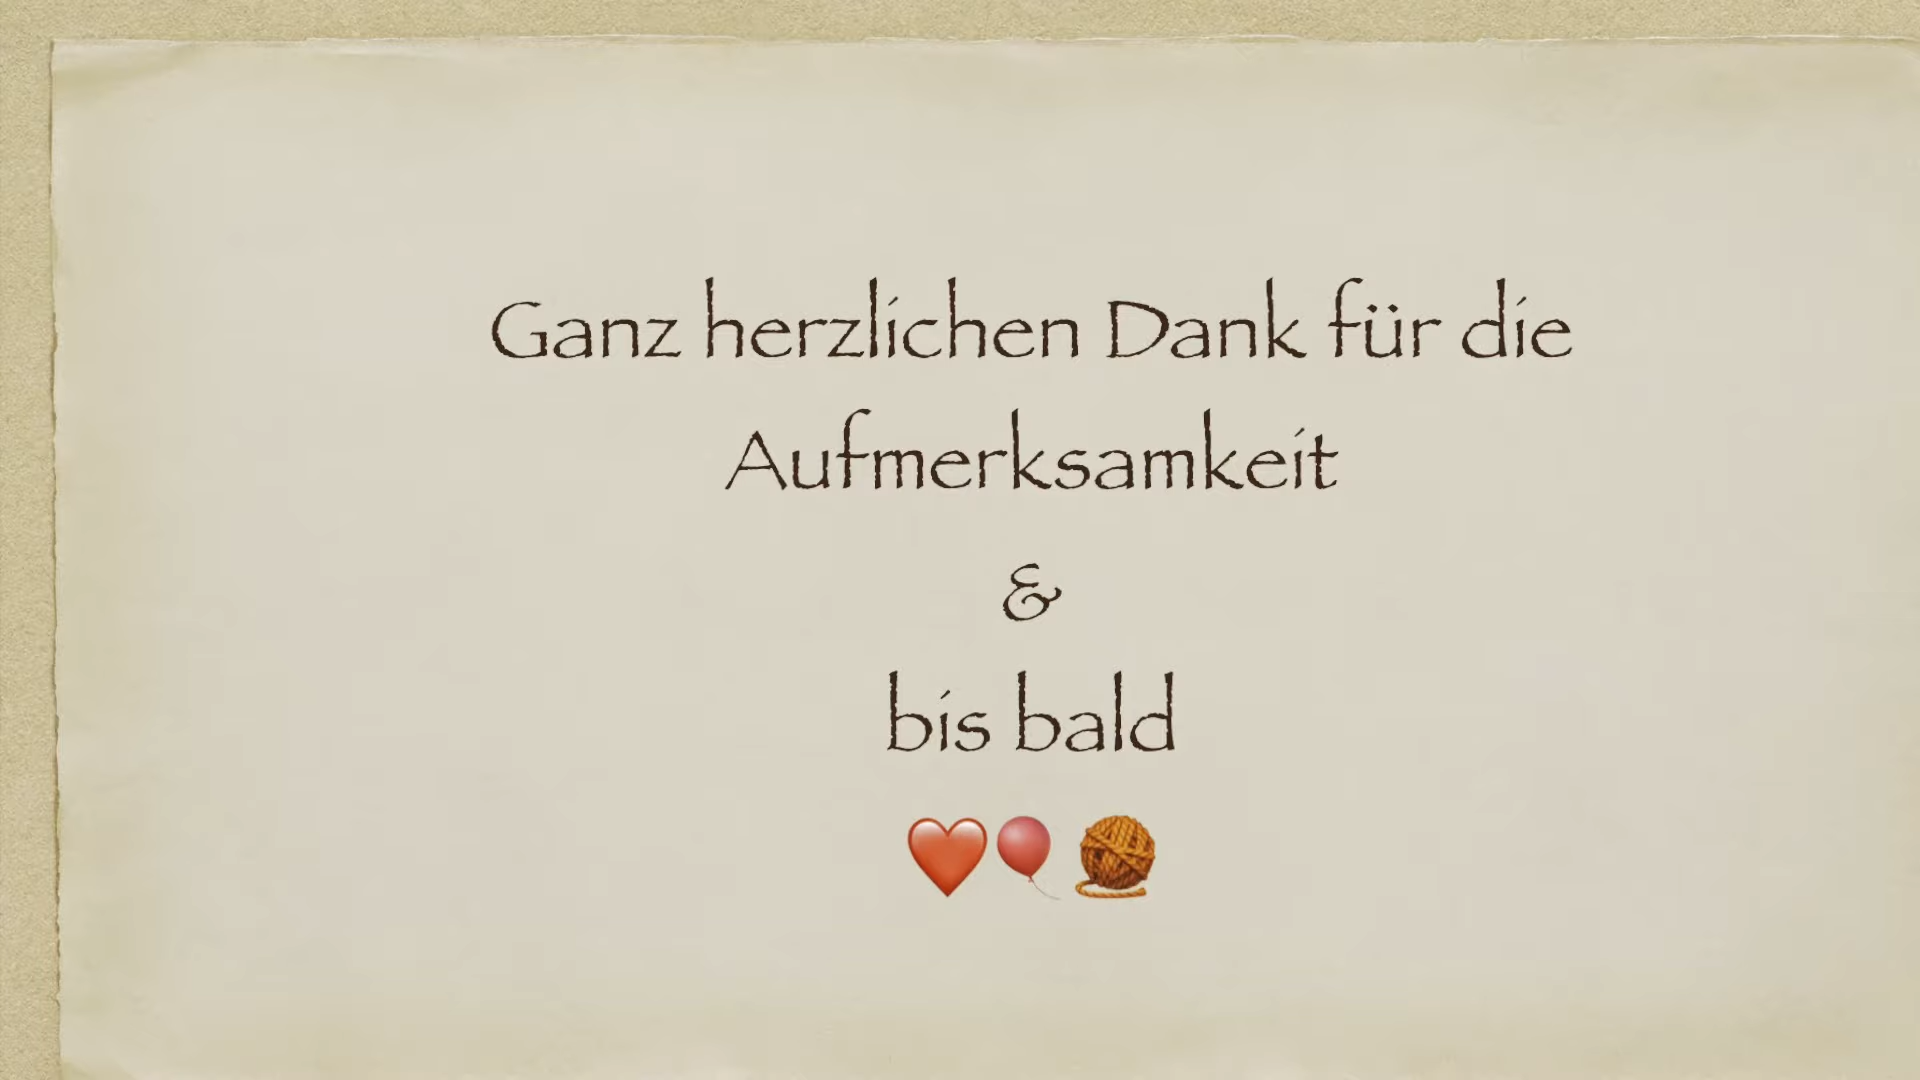 Ganz herzlichen Dank für die
Aufmerksamkeit
&
bis bald
❤️🎈🧶